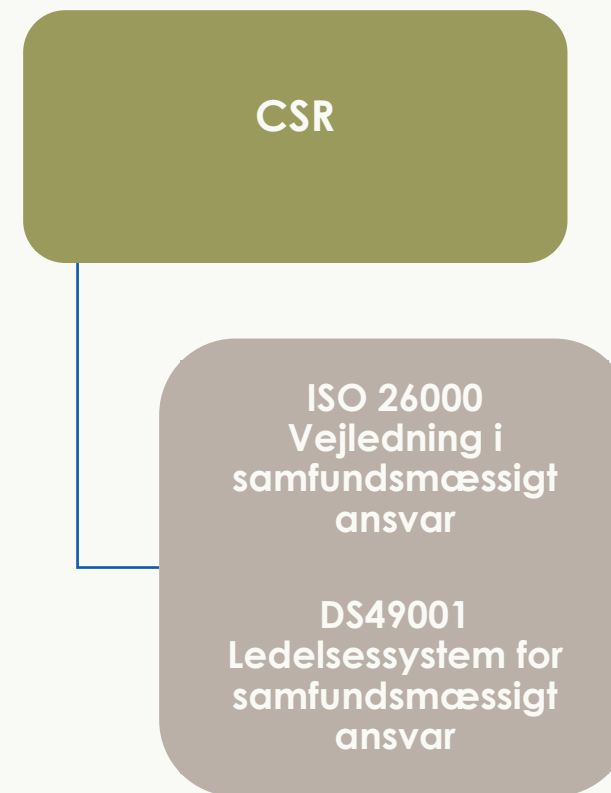 CSR
ISO 26000
Vejledning i
samfundsmæssigt
ansvar
DS49001
Ledelsessystem for
samfundsmæssigt
ansvar